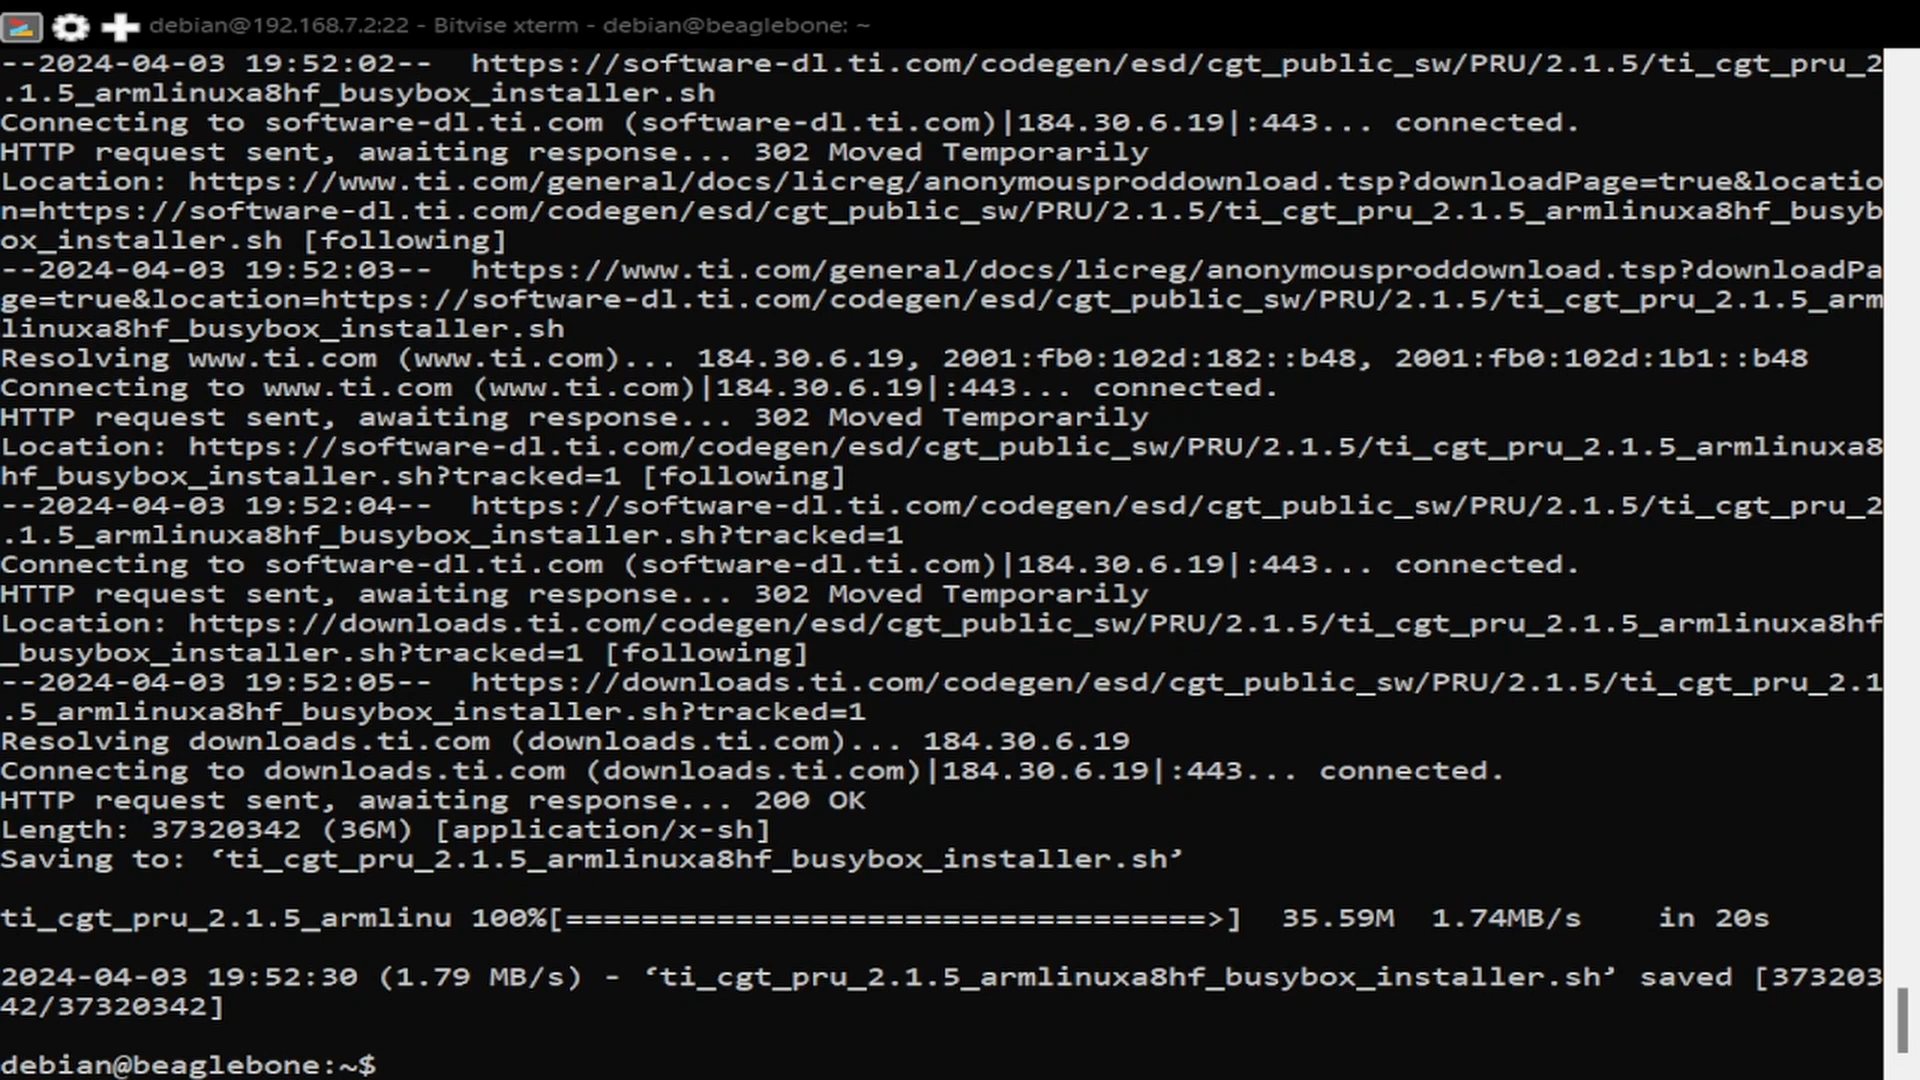 debian@192.168.7.2:22 - Bitvise xterm - debian@beaglebone: ~
--2024-04-03 19:52:02--  https://software-dl.ti.com/codegen/esd/cgt_public_sw/PRU/2.1.5/ti_cgt_pru_2
.1.5_armlinuxa8hf_busybox_installer.sh
Connecting to software-dl.ti.com (software-dl.ti.com)|184.30.6.19|:443... connected.
HTTP request sent, awaiting response... 302 Moved Temporarily
Location: https://www.ti.com/general/docs/licreg/anonymousproddownload.tsp?downloadPage=true&locatio
n=https://software-dl.ti.com/codegen/esd/cgt_public_sw/PRU/2.1.5/ti_cgt_pru_2.1.5_armlinuxa8hf_busyb
ox_installer.sh [following]
--2024-04-03 19:52:03--  https://www.ti.com/general/docs/licreg/anonymousproddownload.tsp?downloadPa
ge=true&location=https://software-dl.ti.com/codegen/esd/cgt_public_sw/PRU/2.1.5/ti_cgt_pru_2.1.5_arm
linuxa8hf_busybox_installer.sh
Resolving www.ti.com (www.ti.com)... 184.30.6.19, 2001:fb0:102d:182::b48, 2001:fb0:102d:1b1::b48
Connecting to www.ti.com (www.ti.com)|184.30.6.19|:443... connected.
HTTP request sent, awaiting response... 302 Moved Temporarily
Location: https://software-dl.ti.com/codegen/esd/cgt_public_sw/PRU/2.1.5/ti_cgt_pru_2.1.5_armlinuxa8
hf_busybox_installer.sh?tracked=1 [following]
--2024-04-03 19:52:04--  https://software-dl.ti.com/codegen/esd/cgt_public_sw/PRU/2.1.5/ti_cgt_pru_2
.1.5_armlinuxa8hf_busybox_installer.sh?tracked=1
Connecting to software-dl.ti.com (software-dl.ti.com)|184.30.6.19|:443... connected.
HTTP request sent, awaiting response... 302 Moved Temporarily
Location: https://downloads.ti.com/codegen/esd/cgt_public_sw/PRU/2.1.5/ti_cgt_pru_2.1.5_armlinuxa8hf
_busybox_installer.sh?tracked=1 [following]
--2024-04-03 19:52:05--  https://downloads.ti.com/codegen/esd/cgt_public_sw/PRU/2.1.5/ti_cgt_pru_2.1
.5_armlinuxa8hf_busybox_installer.sh?tracked=1
Resolving downloads.ti.com (downloads.ti.com)... 184.30.6.19
Connecting to downloads.ti.com (downloads.ti.com)|184.30.6.19|:443... connected.
HTTP request sent, awaiting response... 200 OK
Length: 37320342 (36M) [application/x-sh]
Saving to: ‘ti_cgt_pru_2.1.5_armlinuxa8hf_busybox_installer.sh’
ti_cgt_pru_2.1.5_armlinu 100%[==================================>]  35.59M  1.74MB/s    in 20s
2024-04-03 19:52:30 (1.79 MB/s) - ‘ti_cgt_pru_2.1.5_armlinuxa8hf_busybox_installer.sh’ saved [373203
42/37320342]
debian@beaglebone:~$